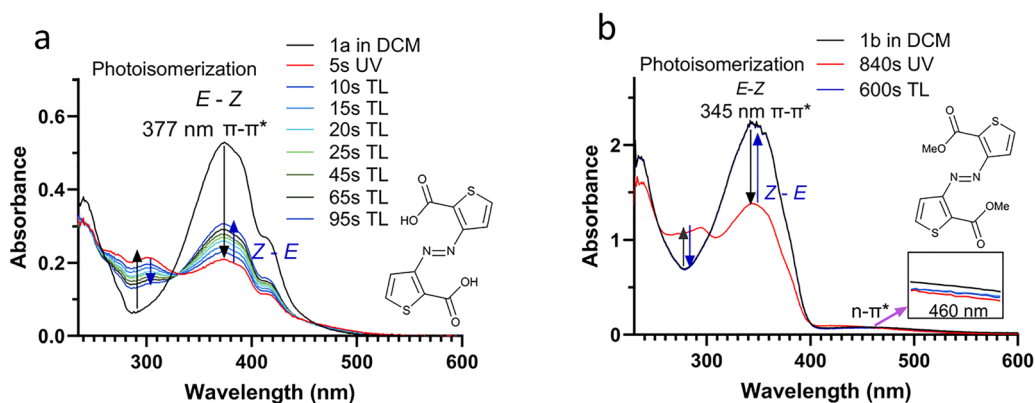 a
Photoisomerization
E - Z
377 nm π-π*
1a in DCM
5s UV
10s TL
15s TL
20s TL
25s TL
45s TL
65s TL
95s TL
Z - E
O
HO
S
N=N
OH
O
S
Absorbance
0.6
0.4
0.2
0.0
300
400
500
600
Wavelength (nm)
b
Photoisomerization
E-Z
345 nm π-π*
1b in DCM
840s UV
600s TL
Z - E
O
MeO
S
N=N
OMe
O
S
n-π*
460 nm
Absorbance
2
1
0
300
400
500
600
Wavelength (nm)